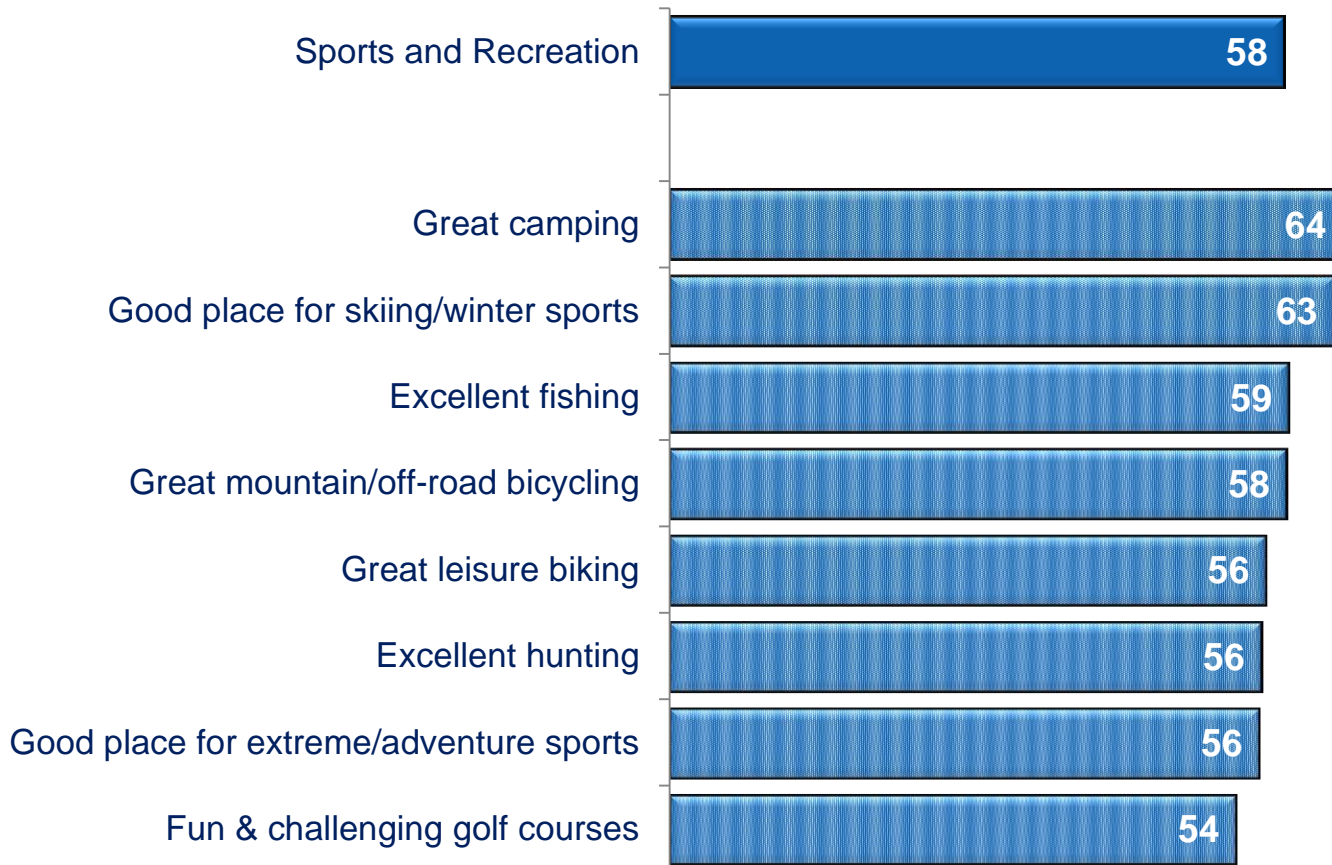 Sports and Recreation 58
Great camping 64
Good place for skiing/winter sports 63
Excellent fishing 59
Great mountain/off-road bicycling 58
Great leisure biking 56
Excellent hunting 56
Good place for extreme/adventure sports 56
Fun & challenging golf courses 54